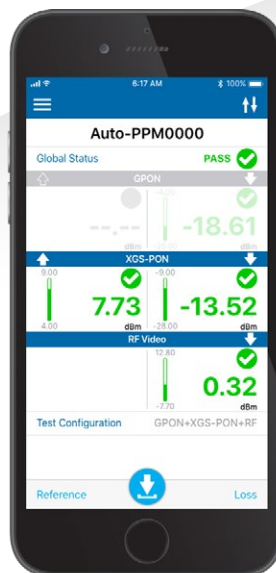 6:17 AM 100%
Auto-PPM0000
Global Status PASS
GPON
--.-- -18.61
dBm dBm
XGS-PON
9.00 -9.00
7.73 -13.52
4.00 dBm -28.00 dBm
RF Video
12.80
0.32
-7.70 dBm
Test Configuration GPON+XGS-PON+RF
Reference Loss